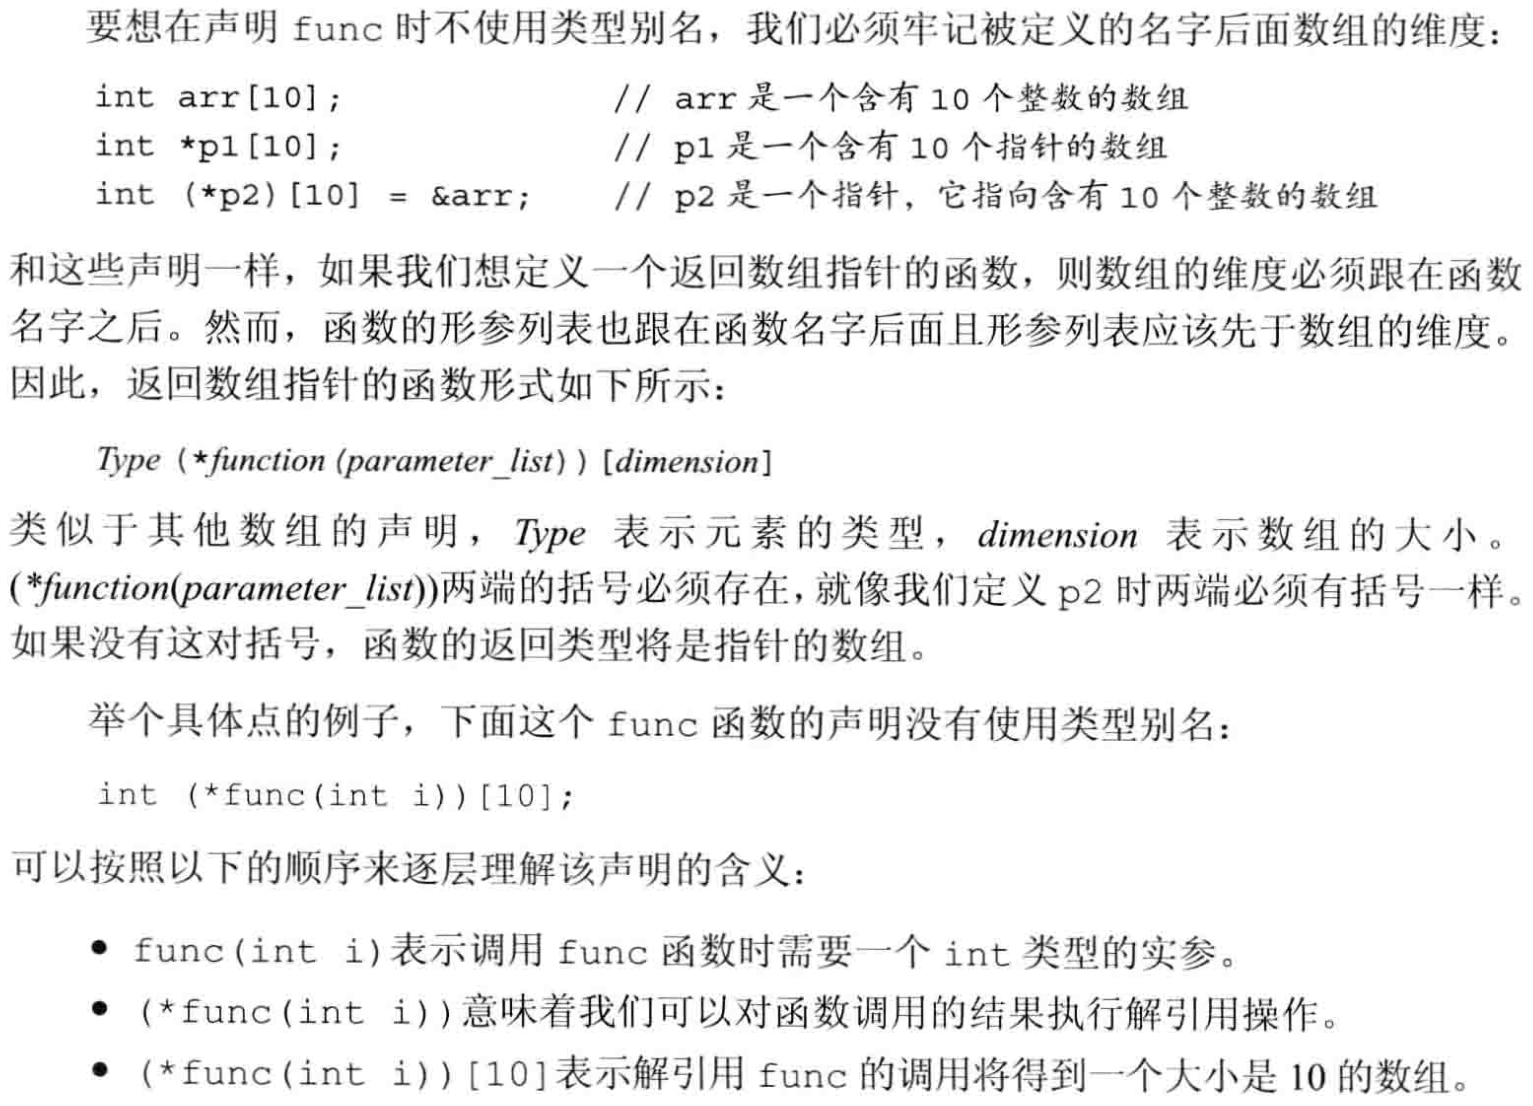 要想在声明 func 时不使用类型别名，我们必须牢记被定义的名字后面数组的维度：
int arr[10]; // arr 是一个含有 10 个整数的数组
int *p1[10]; // p1 是一个含有 10 个指针的数组
int (*p2)[10] = &arr; // p2 是一个指针，它指向含有 10 个整数的数组
和这些声明一样，如果我们想定义一个返回数组指针的函数，则数组的维度必须跟在函数
名字之后。然而，函数的形参列表也跟在函数名字后面且形参列表应该先于数组的维度。
因此，返回数组指针的函数形式如下所示：
Type (*function (parameter_list)) [dimension]
类似于其他数组的声明，Type 表示元素的类型，dimension 表示数组的大小。
(*function(parameter_list))两端的括号必须存在，就像我们定义 p2 时两端必须有括号一样。
如果没有这对括号，函数的返回类型将是指针的数组。
举个具体点的例子，下面这个 func 函数的声明没有使用类型别名：
int (*func(int i))[10];
可以按照以下的顺序来逐层理解该声明的含义：
● func(int i)表示调用 func 函数时需要一个 int 类型的实参。
● (*func(int i))意味着我们可以对函数调用的结果执行解引用操作。
● (*func(int i))[10]表示解引用 func 的调用将得到一个大小是 10 的数组。